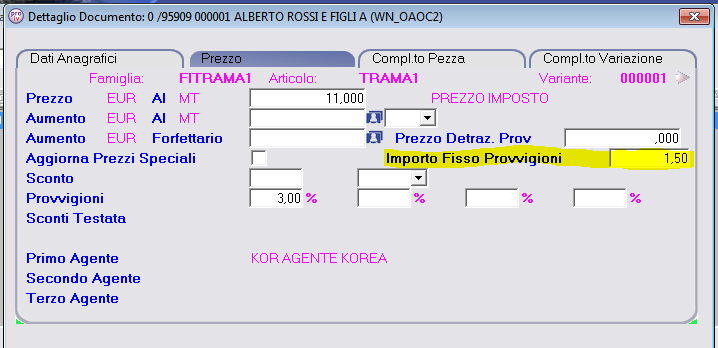 Dettaglio Documento: 0 /95909 000001 ALBERTO ROSSI E FIGLI A (WN_OAOC2)
Dati Anagrafici Prezzo Compl.to Pezza Compl.to Variazione
Famiglia: FITRAMA1 Articolo: TRAMA1 Variante: 000001
Prezzo EUR Al MT 11,000 PREZZO IMPOSTO
Aumento EUR Al MT
Aumento EUR Forfettario Prezzo Detraz. Prov ,000
Aggiorna Prezzi Speciali Importo Fisso Provvigioni 1,50
Sconto
Provvigioni 3,00 % % % %
Sconti Testata
Primo Agente KOR AGENTE KOREA
Secondo Agente
Terzo Agente